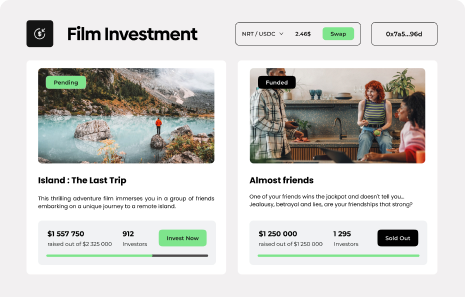 Film Investment
NRT / USDC
2.46$
Swap
0x7a5...96d
Pending
Island : The Last Trip
This thrilling adventure film immerses you in a group of friends
embarking on a unique journey to a remote island.
$1 557 750
raised out of $2 325 000
912
Investors
Invest Now
Funded
Almost friends
One of your friends wins the jackpot and doesn't tell you...
Jealousy, betrayal and lies, are your friendships that strong?
$1 250 000
raised out of $1 250 000
1 295
Investors
Sold Out